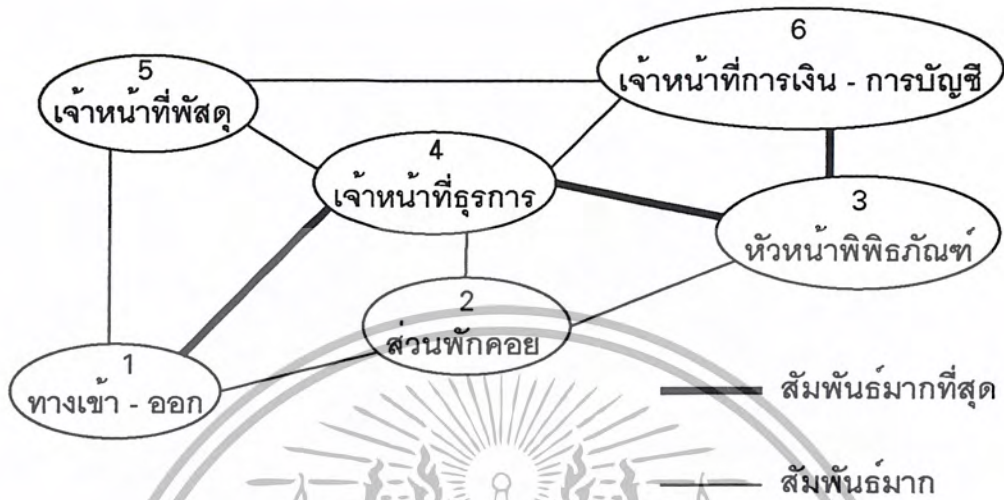 6
เจ้าหน้าที่การเงิน - การบัญชี
5
เจ้าหน้าที่พัสดุ
4
เจ้าหน้าที่ธุรการ
3
หัวหน้าพิพิธภัณฑ์
2
ส่วนพักคอย
1
ทางเข้า - ออก
สัมพันธ์มากที่สุด
สัมพันธ์มาก